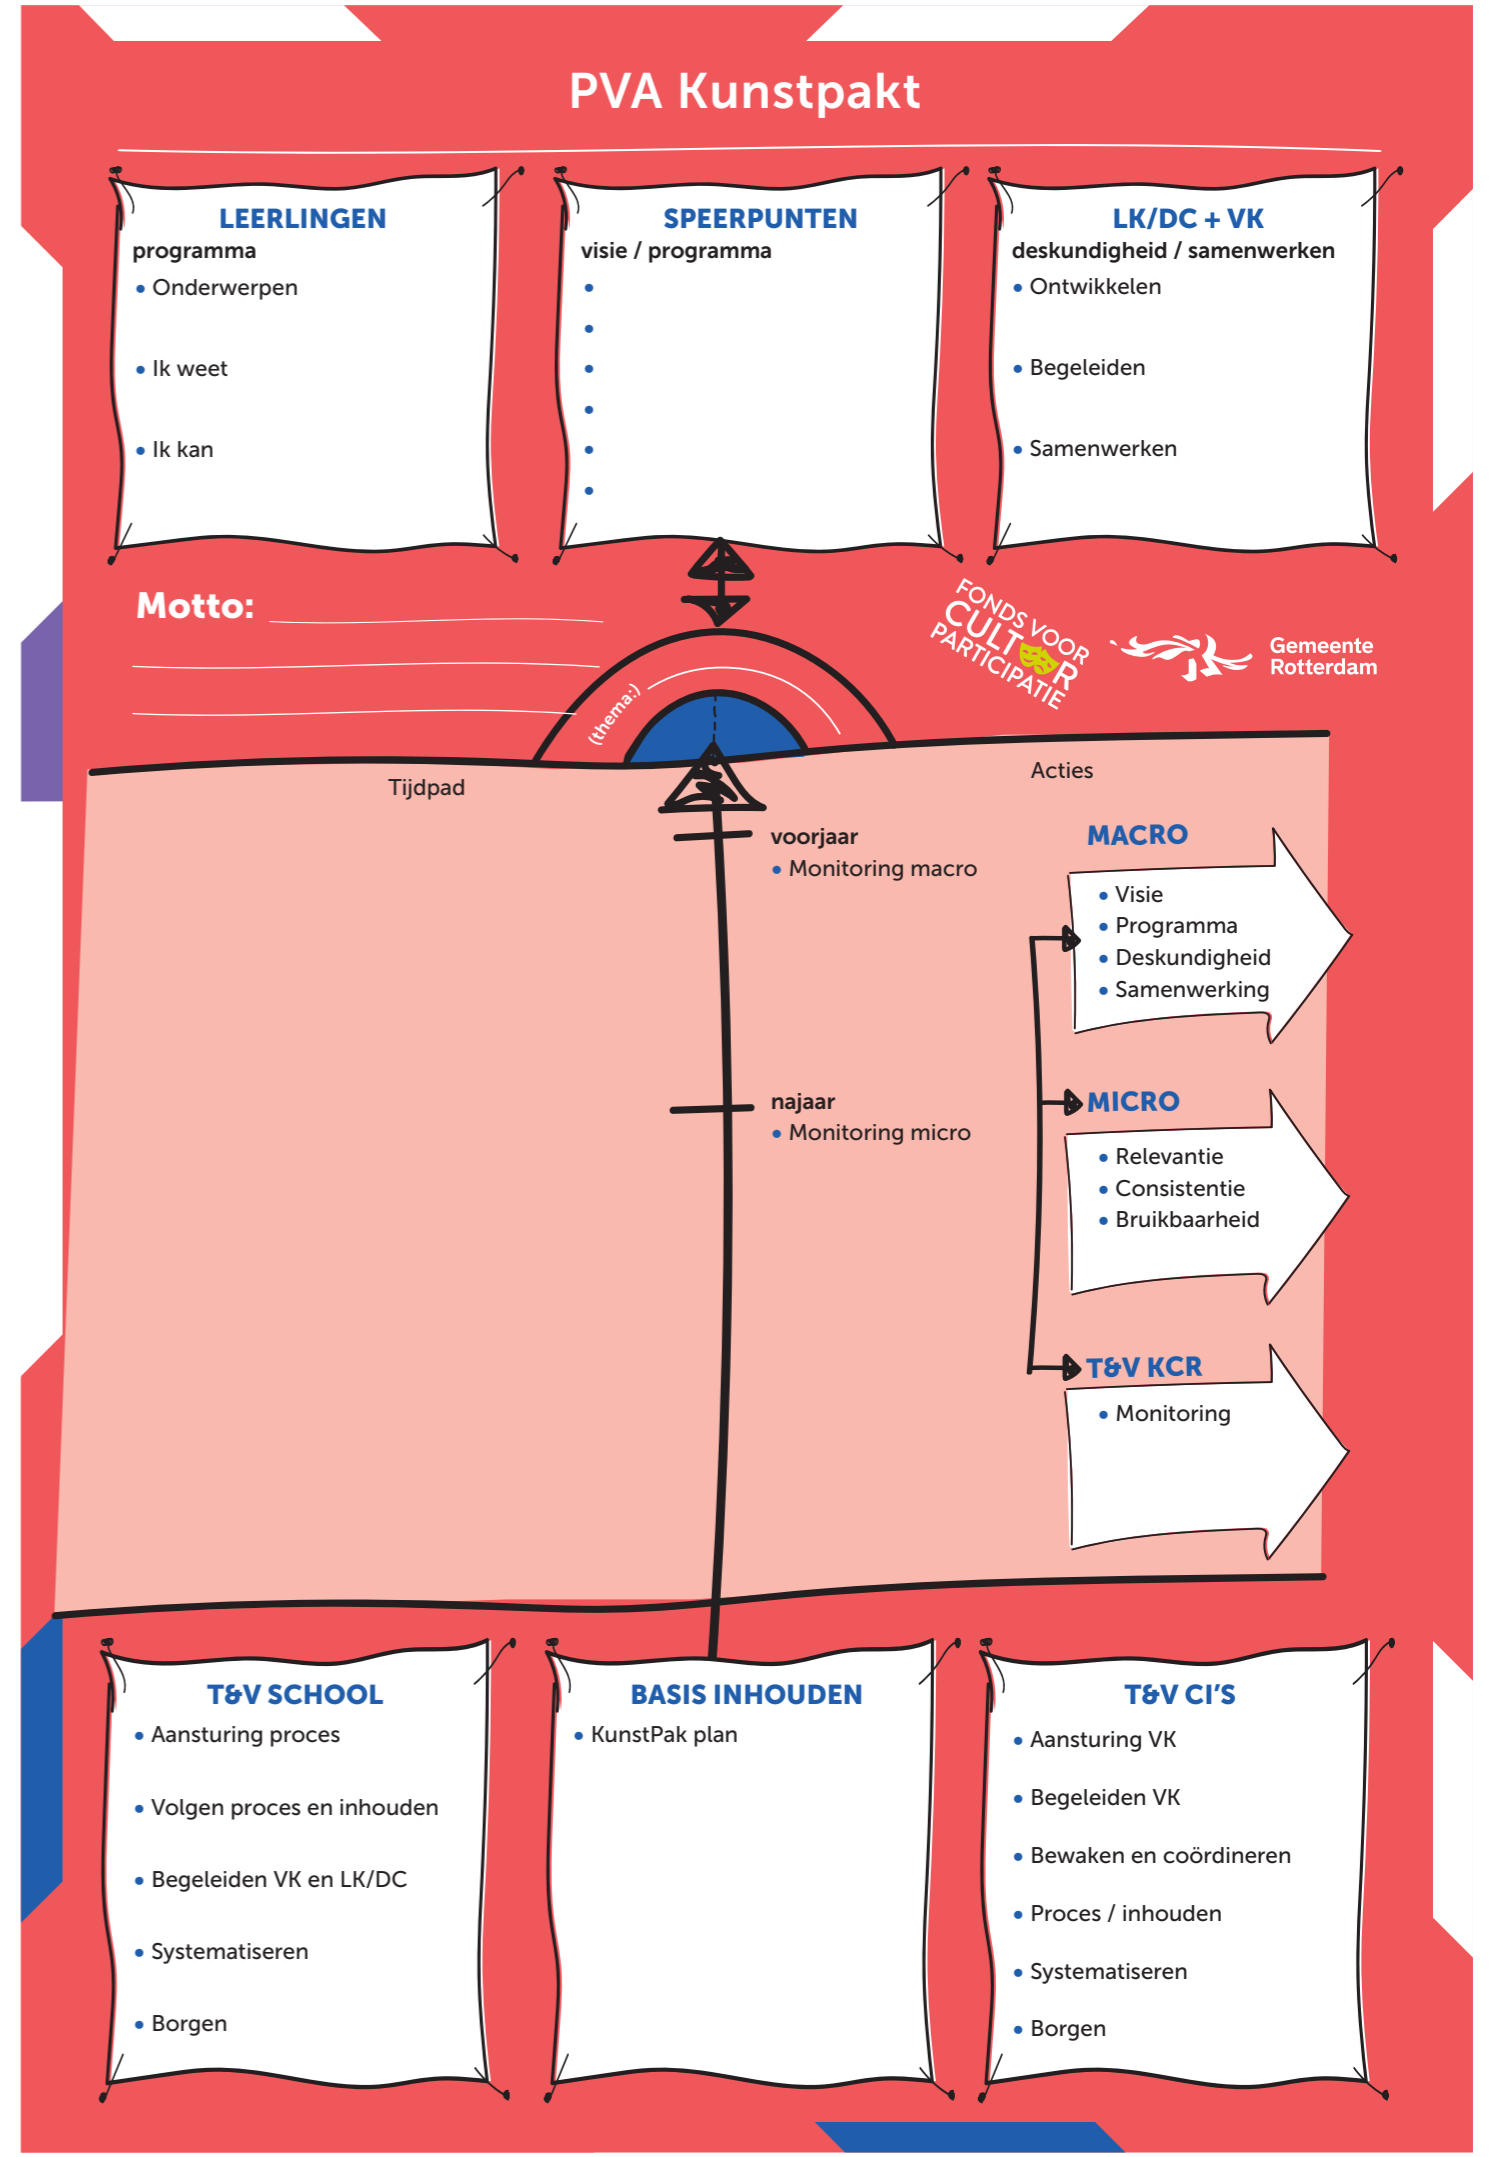 PVA Kunstpakt
LEERLINGEN
programma
• Onderwerpen
• Ik weet
• Ik kan
SPEERPUNTEN
visie / programma
•
•
•
•
•
•
LK/DC + VK
deskundigheid / samenwerken
• Ontwikkelen
• Begeleiden
• Samenwerken
Motto:
(thema:)
FONDS VOOR
CULTUUR
PARTICIPATIE
Gemeente
Rotterdam
Tijdpad
Acties
voorjaar
• Monitoring macro
najaar
• Monitoring micro
MACRO
• Visie
• Programma
• Deskundigheid
• Samenwerking
MICRO
• Relevantie
• Consistentie
• Bruikbaarheid
T&V KCR
• Monitoring
T&V SCHOOL
• Aansturing proces
• Volgen proces en inhouden
• Begeleiden VK en LK/DC
• Systematiseren
• Borgen
BASIS INHOUDEN
• KunstPak plan
T&V CI'S
• Aansturing VK
• Begeleiden VK
• Bewaken en coördineren
• Proces / inhouden
• Systematiseren
• Borgen